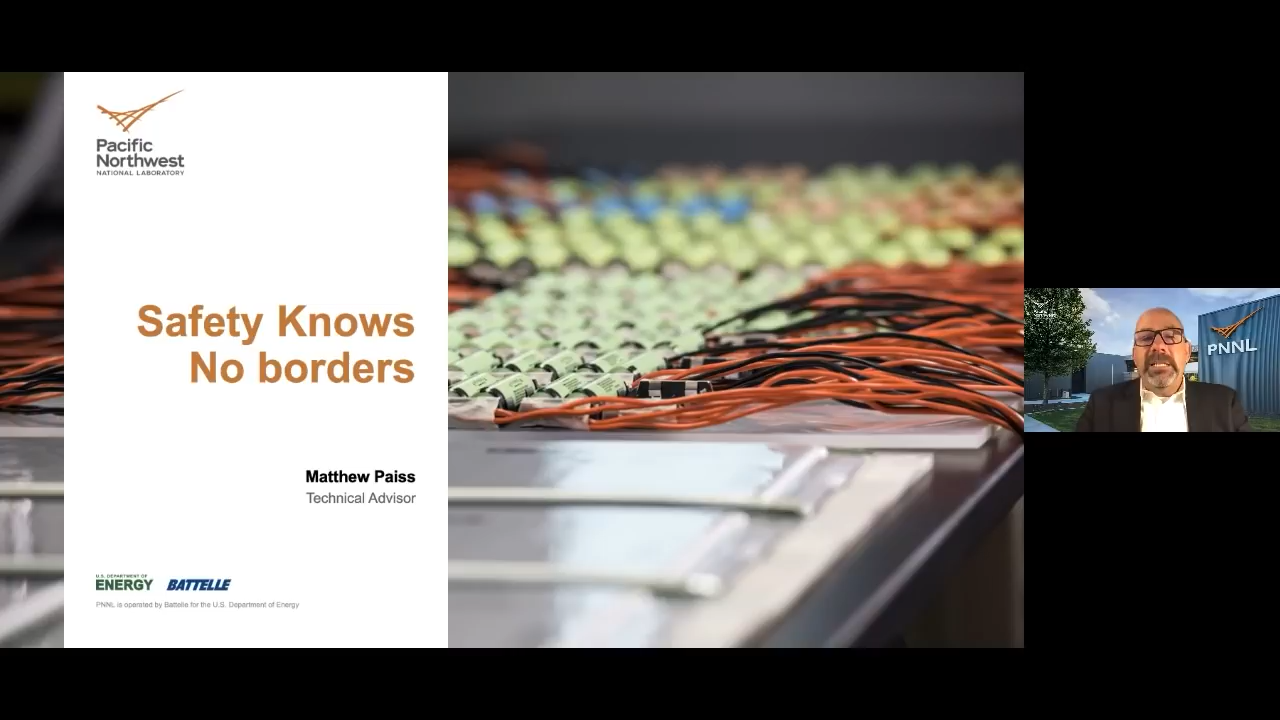 Pacific
Northwest
NATIONAL LABORATORY
Safety Knows
No borders
Matthew Paiss
Technical Advisor
U.S. DEPARTMENT OF
ENERGY
BATTELLE
PNNL is operated by Battelle for the U.S. Department of Energy
PNNL